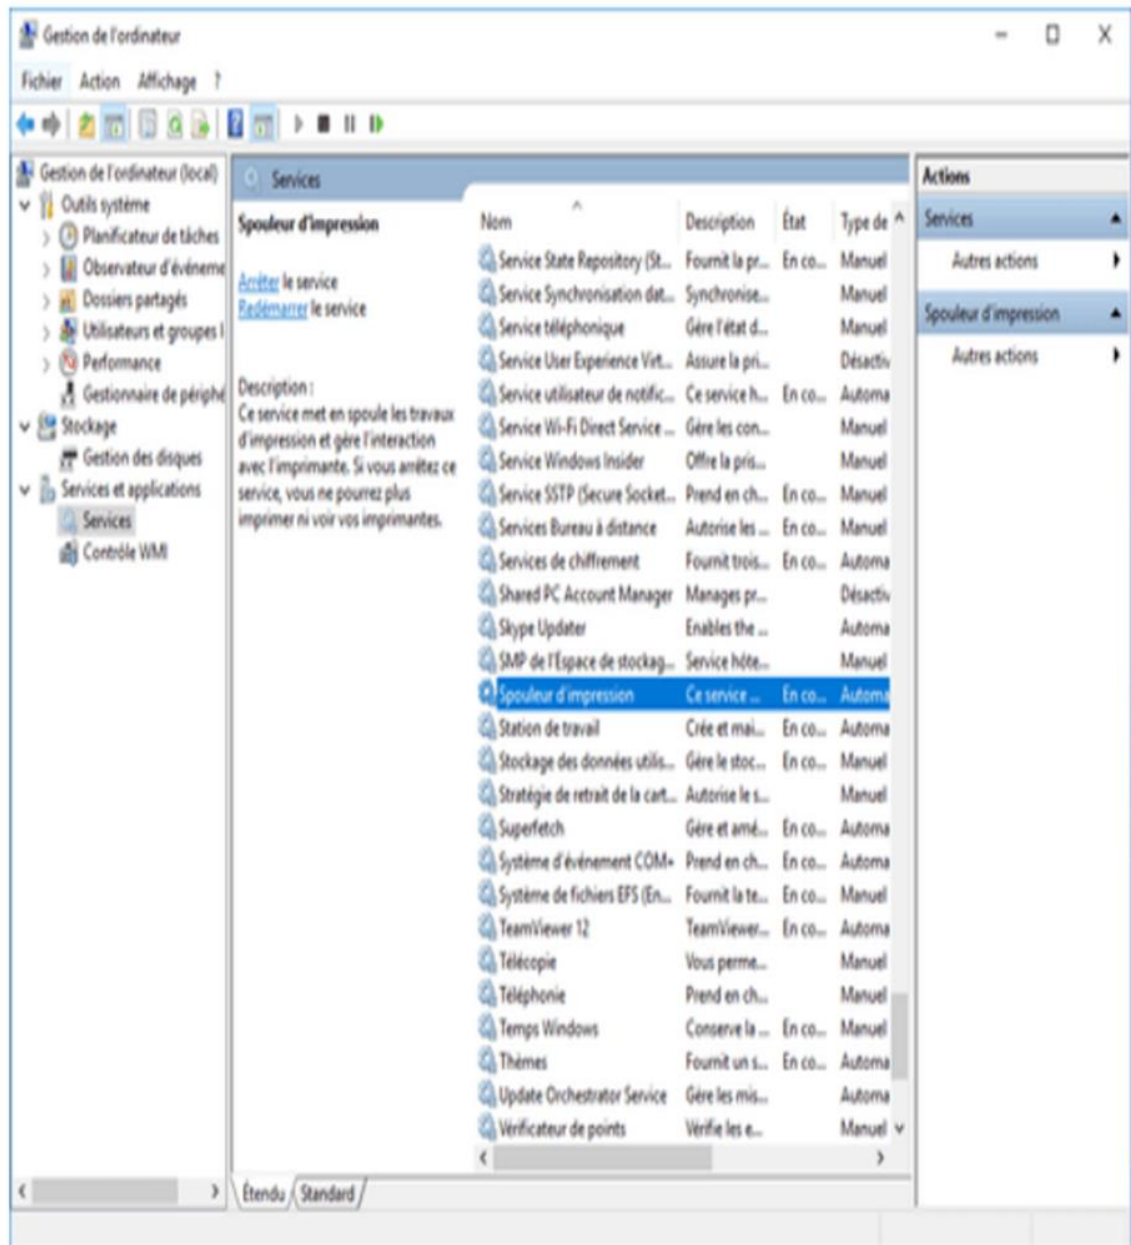 Gestion de l'ordinateur
Fichier Action Affichage ?
Gestion de l'ordinateur (local)
Outils système
Planificateur de tâches
Observateur d'événeme
Dossiers partagés
Utilisateurs et groupes l
Performance
Gestionnaire de périphé
Stockage
Gestion des disques
Services et applications
Services
Contrôle WMI
Services
Spouleur d'impression
Arrêter le service
Redémarrer le service
Description :
Ce service met en spoule les travaux
d'impression et gère l'interaction
avec l'imprimante. Si vous arrêtez ce
service, vous ne pourrez plus
imprimer ni voir vos imprimantes.
Nom Description État Type de
Service State Repository (St... Fournit la pr... En co... Manuel
Service Synchronisation dat... Synchronise... Manuel
Service téléphonique Gère l'état d... Manuel
Service User Experience Virt... Assure la pri... Désactiv
Service utilisateur de notific... Ce service h... En co... Automa
Service Wi-Fi Direct Service ... Gère les con... Manuel
Service Windows Insider Offre la pris... Manuel
Service SSTP (Secure Socket... Prend en ch... En co... Manuel
Services Bureau à distance Autorise les ... En co... Manuel
Services de chiffrement Fournit trois... En co... Automa
Shared PC Account Manager Manages pr... Désactiv
Skype Updater Enables the ... Automa
SMP de l'Espace de stockag... Service hôte... Manuel
Spouleur d'impression Ce service ... En co... Automa
Station de travail Crée et mai... En co... Automa
Stockage des données utilis... Gère le stoc... En co... Manuel
Stratégie de retrait de la cart... Autorise le s... Manuel
Superfetch Gère et amé... En co... Automa
Système d'événement COM+ Prend en ch... En co... Automa
Système de fichiers EFS (En... Fournit la te... En co... Manuel
TeamViewer 12 TeamViewer... En co... Automa
Télécopie Vous perme... Manuel
Téléphonie Prend en ch... Manuel
Temps Windows Conserve la ... En co... Manuel
Thèmes Fournit un s... En co... Automa
Update Orchestrator Service Gère les mis... Automa
Vérificateur de points Vérifie les e... Manuel
Étendu Standard
Actions
Services
Autres actions
Spouleur d'impression
Autres actions